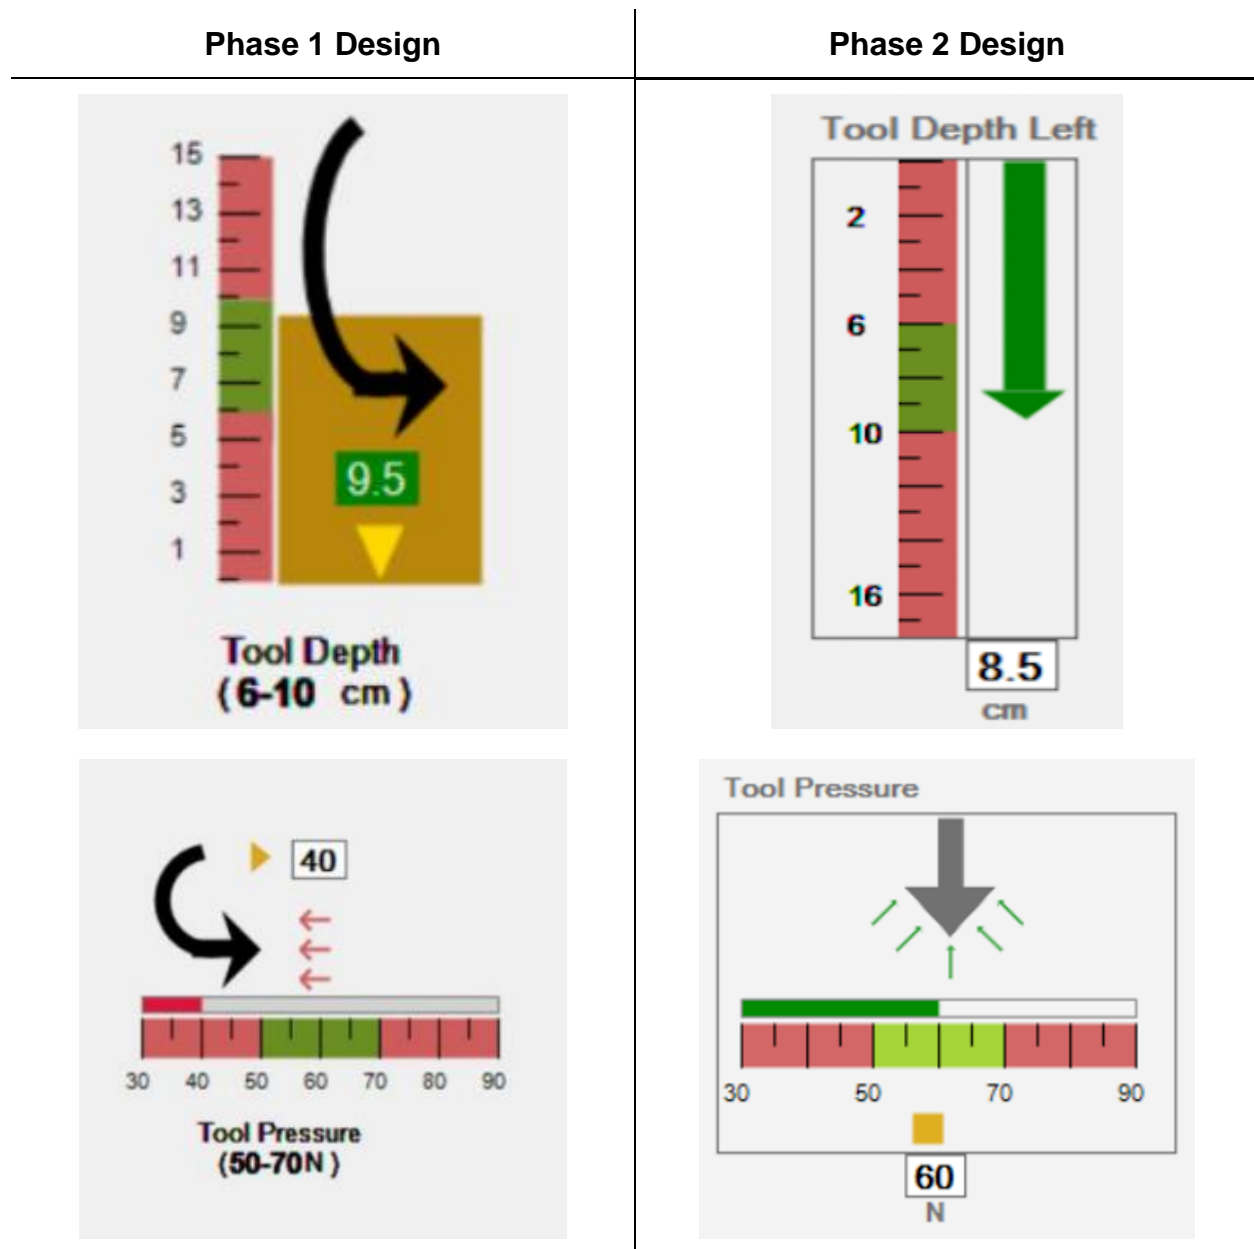 Phase 1 Design
Phase 2 Design
15
13
11
9
7
5
3
1
9.5
Tool Depth
(6-10 cm)
Tool Depth Left
2
6
10
16
8.5
cm
40
30 40 50 60 70 80 90
Tool Pressure
(50-70N)
Tool Pressure
30 50 70 90
60
N